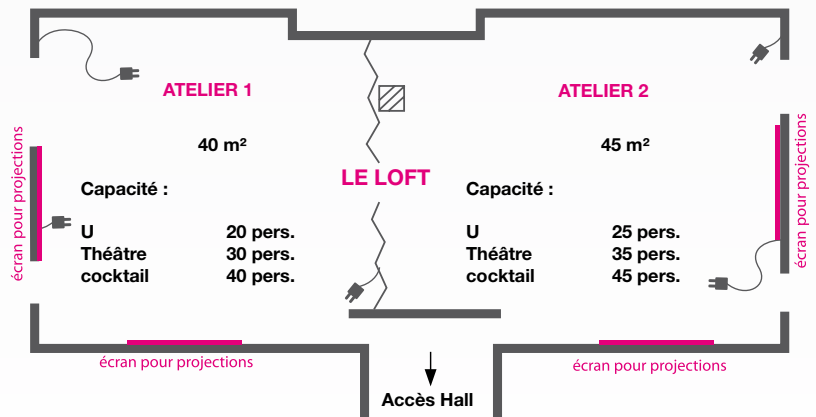 ATELIER 1
40 m²
Capacité :
U 20 pers.
Théâtre 30 pers.
cocktail 40 pers.
écran pour projections
écran pour projections
LE LOFT
ATELIER 2
45 m²
Capacité :
U 25 pers.
Théâtre 35 pers.
cocktail 45 pers.
écran pour projections
écran pour projections
Accès Hall